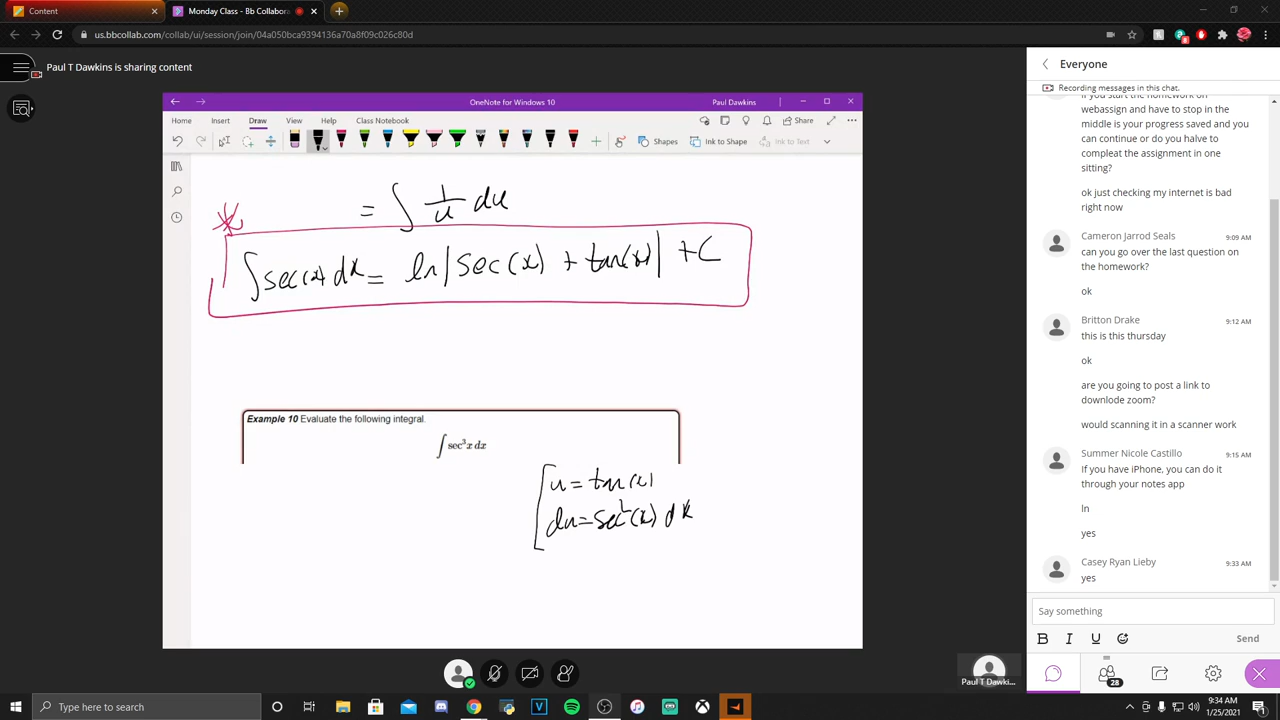 Content
Monday Class - Bb Collabora
us.bbcollab.com/collab/ui/session/join/04a050bca9394136a70a8f09c026c80d
Paul T Dawkins is sharing content
OneNote for Windows 10
Paul Dawkins
Home Insert Draw View Help Class Notebook
Share
Shapes Ink to Shape Ink to Text
= ∫ 1/u du
∫sec(x) dx = ln|sec(x) + tan(x)| + C
Example 10 Evaluate the following integral.
∫ sec³ x dx
u = tan(x)
du = sec²(x) dx
Paul T Dawki...
Everyone
Recording messages in this chat.
If you start the homework on
webassign and have to stop in the
middle is your progress saved and you
can continue or do you halve to
compleat the assignment in one
sitting?
ok just checking my internet is bad
right now
Cameron Jarrod Seals 9:09 AM
can you go over the last question on
the homework?
ok
Britton Drake 9:12 AM
this is this thursday
ok
are you going to post a link to
downlode zoom?
would scanning it in a scanner work
Summer Nicole Castillo 9:15 AM
If you have iPhone, you can do it
through your notes app
ln
yes
Casey Ryan Lieby 9:33 AM
yes
Say something
B I U Send
28
Type here to search
9:34 AM
1/25/2021